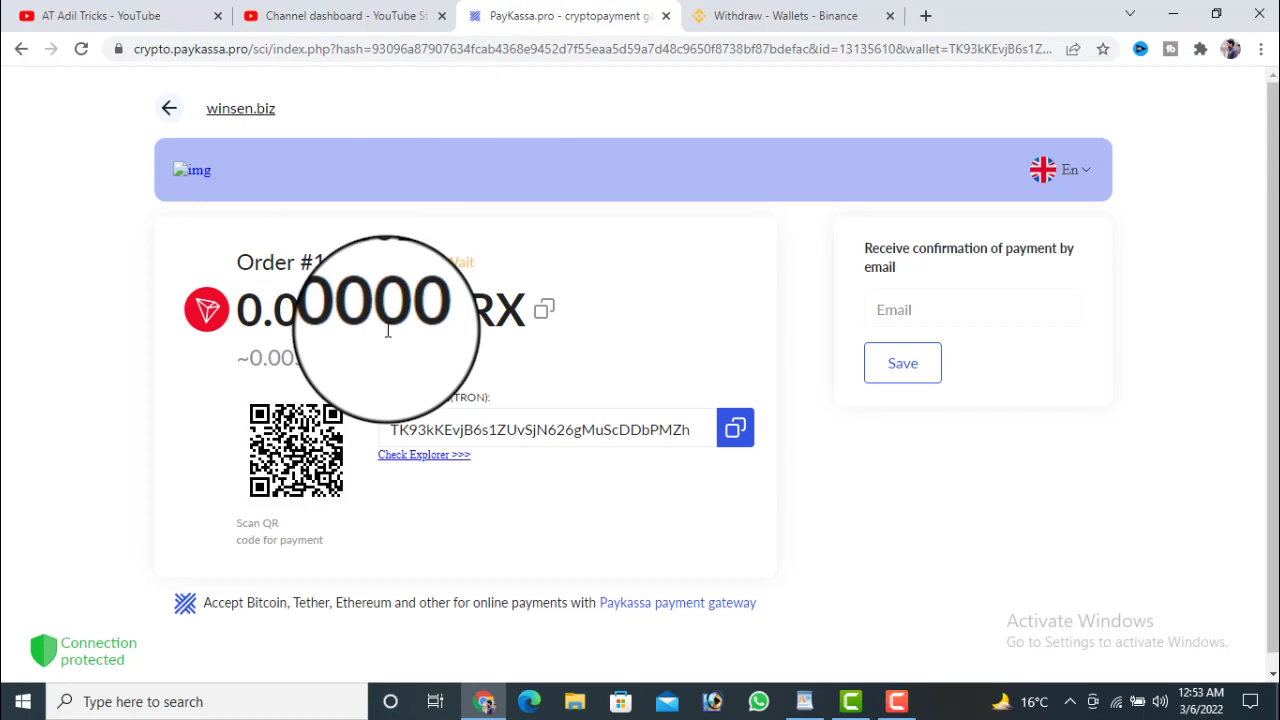 AT Adil Tricks - YouTube
Channel dashboard - YouTube St
PayKassa.pro - cryptopayment ga
Withdraw - Wallets - Binance
crypto.paykassa.pro/sci/index.php?hash=93096a87907634fcab4368e9452d7f55eaa5d59a7d48c9650f8738bf87bdefac&id=13135610&wallet=TK93kKEvjB6s1Z...
winsen.biz
img
En
Order #1
Wait
0.0
0000
RX
~0.00
(TRON):
TK93kKEvjB6s1ZUvSjN626gMuScDDbPMZh
Check Explorer >>>
Scan QR
code for payment
Receive confirmation of payment by
email
Email
Save
Accept Bitcoin, Tether, Ethereum and other for online payments with Paykassa payment gateway
Connection
protected
Activate Windows
Go to Settings to activate Windows.
Type here to search
16°C
12:53 AM
3/6/2022